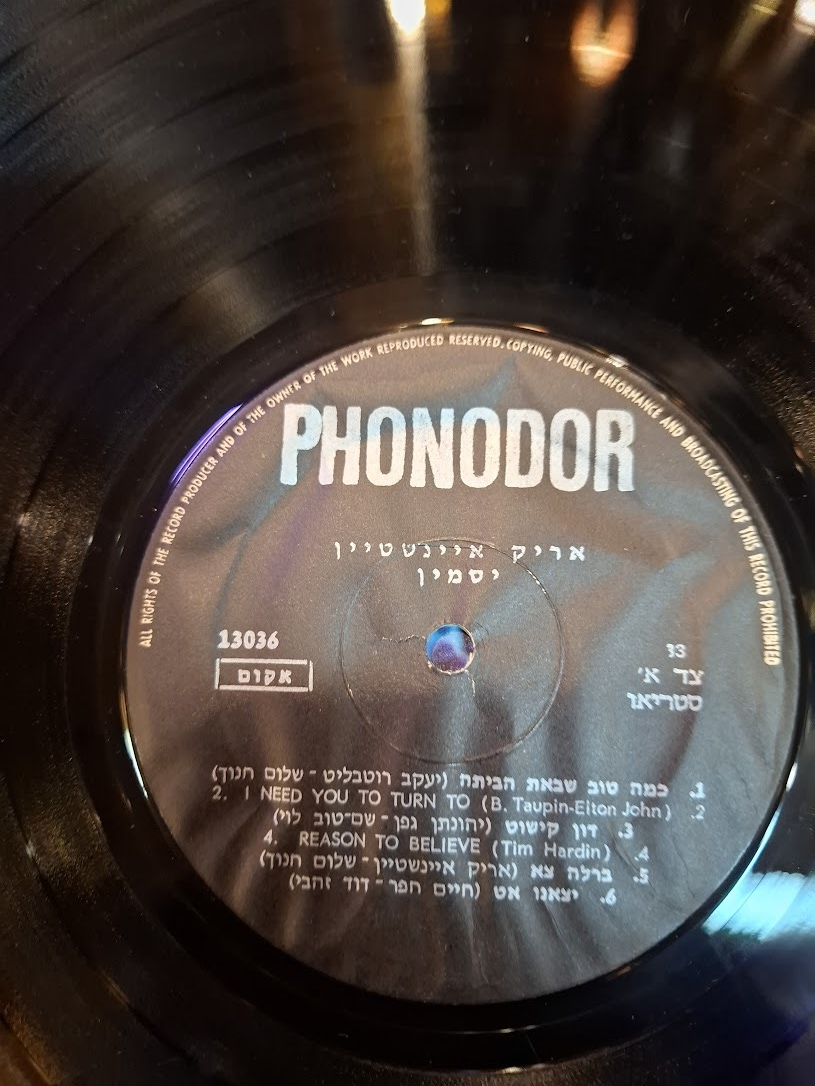 ALL RIGHTS OF THE RECORD PRODUCER AND OF THE OWNER OF THE WORK REPRODUCED RESERVED. COPYING, PUBLIC PERFORMANCE AND BROADCASTING OF THIS RECORD PROHIBITED
PHONODOR
אריק איינשטיין
יסמין
13036
אקום
33
צד א'
סטריאו
1. כמה טוב שבאת הביתה (יעקב רוטבליט - שלום חנוך)
2. I NEED YOU TO TURN TO (B. Taupin-Elton John) .2
3. דון קישוט (יהונתן גפן - שם־טוב לוי)
4. REASON TO BELIEVE (Tim Hardin) .4
5. ברלה צא (אריק איינשטיין - שלום חנוך)
6. יצאנו אט (חיים חפר - דוד זהבי)